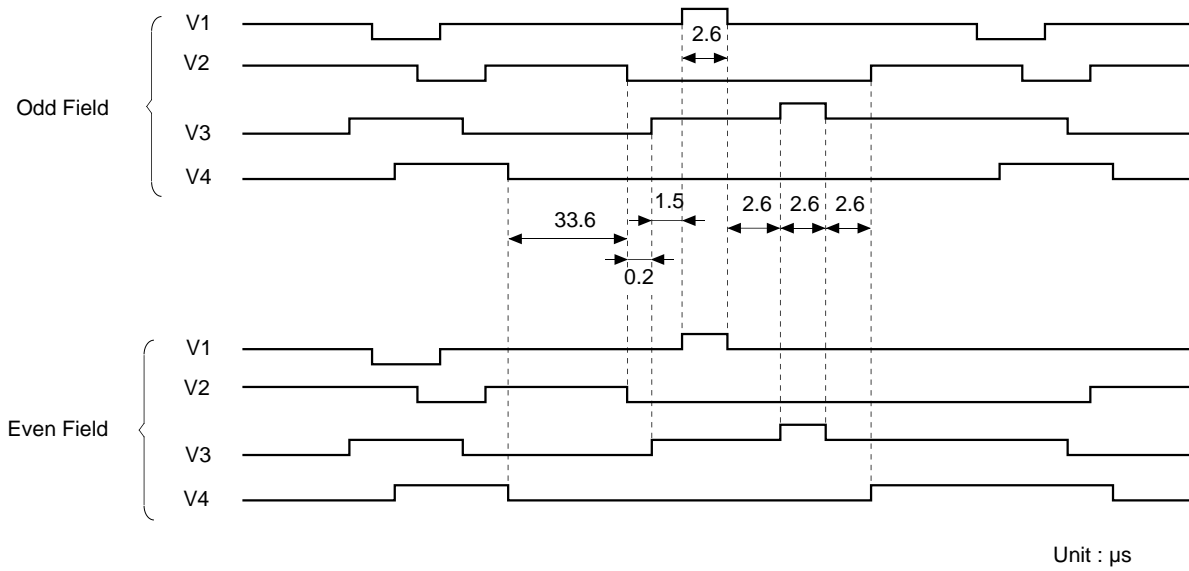 V1
2.6
V2
Odd Field
V3
V4
1.5
2.6 2.6 2.6
33.6
0.2
V1
V2
Even Field
V3
V4
Unit : μs